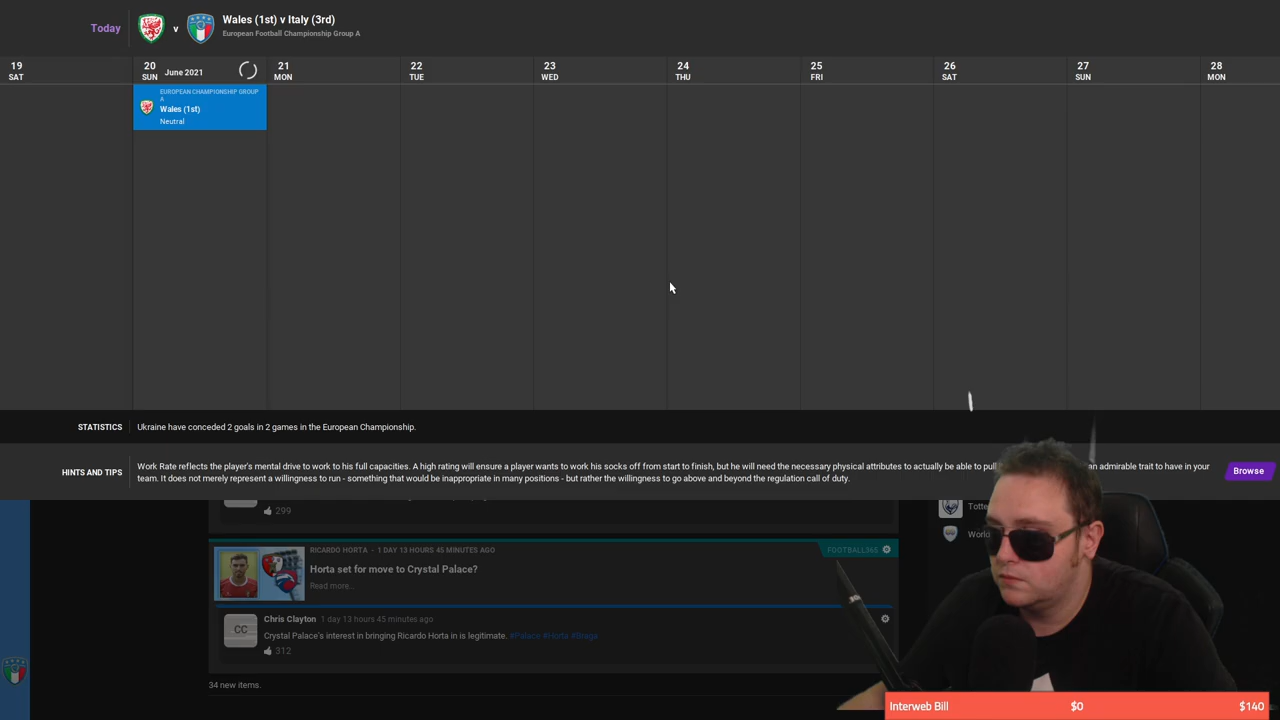 Today
v
Wales (1st) v Italy (3rd)
European Football Championship Group A
19
SAT
20
SUN
June 2021
21
MON
22
TUE
23
WED
24
THU
25
FRI
26
SAT
27
SUN
28
MON
EUROPEAN CHAMPIONSHIP GROUP
A
Wales (1st)
Neutral
STATISTICS
Ukraine have conceded 2 goals in 2 games in the European Championship.
HINTS AND TIPS
Work Rate reflects the player's mental drive to work to his full capacities. A high rating will ensure a player wants to work his socks off from start to finish, but he will need the necessary physical attributes to actually be able to pull an admirable trait to have in your
team. It does not merely represent a willingness to run - something that would be inappropriate in many positions - but rather the willingness to go above and beyond the regulation call of duty.
Browse
299
Totte
World
RICARDO HORTA - 1 DAY 13 HOURS 45 MINUTES AGO
FOOTBALL365
Horta set for move to Crystal Palace?
Read more...
CC
Chris Clayton 1 day 13 hours 45 minutes ago
Crystal Palace's interest in bringing Ricardo Horta in is legitimate. #Palace #Horta #Braga
312
34 new items.
Interweb Bill
$0
$140